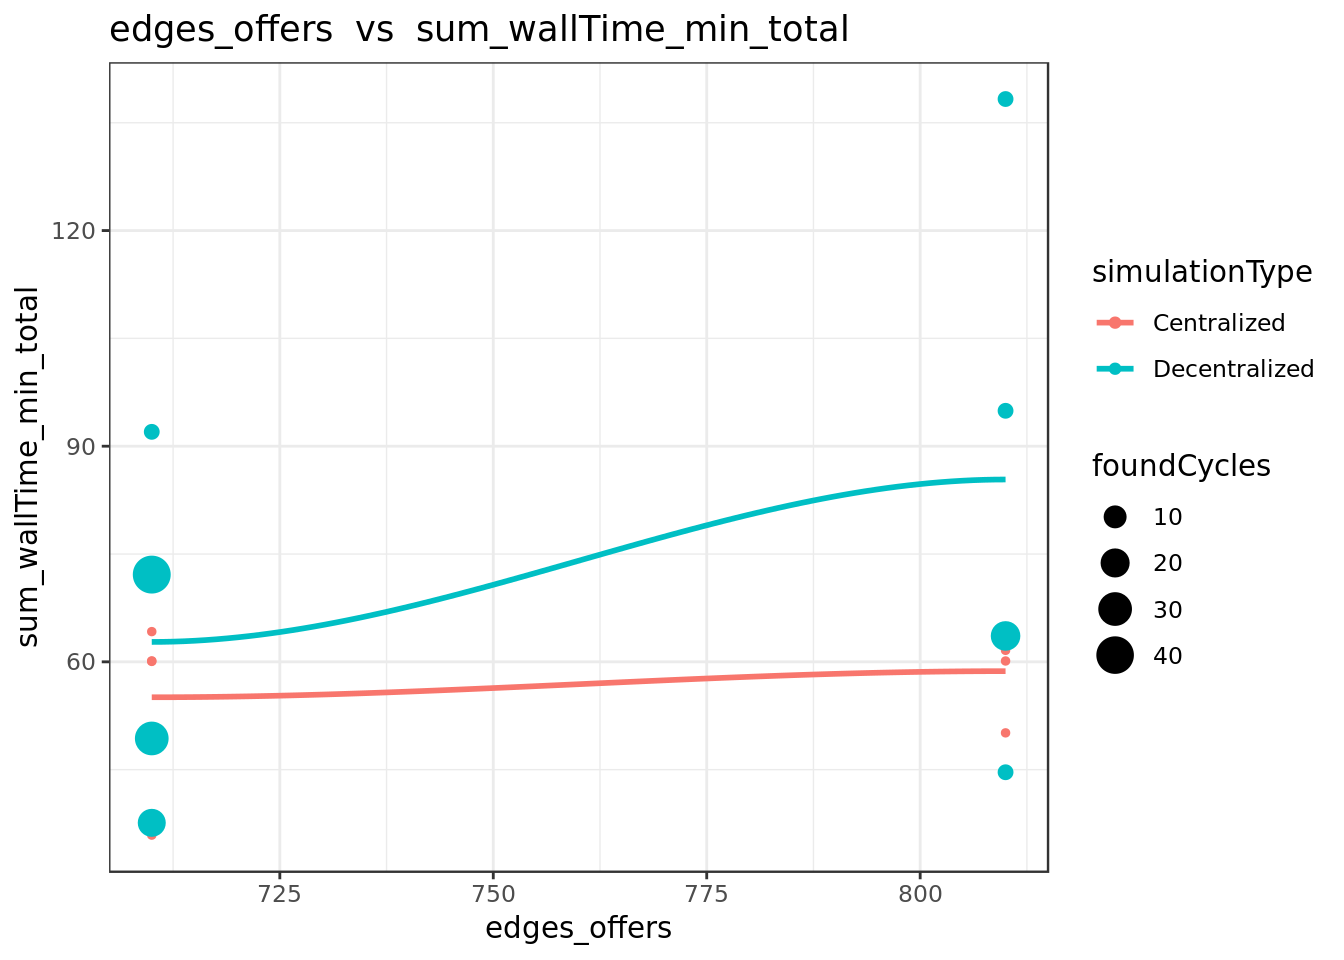 edges_offers  vs  sum_wallTime_min_total
120
90
60
sum_wallTime_min_total
725
750
775
800
edges_offers
simulationType
Centralized
Decentralized
foundCycles
10
20
30
40